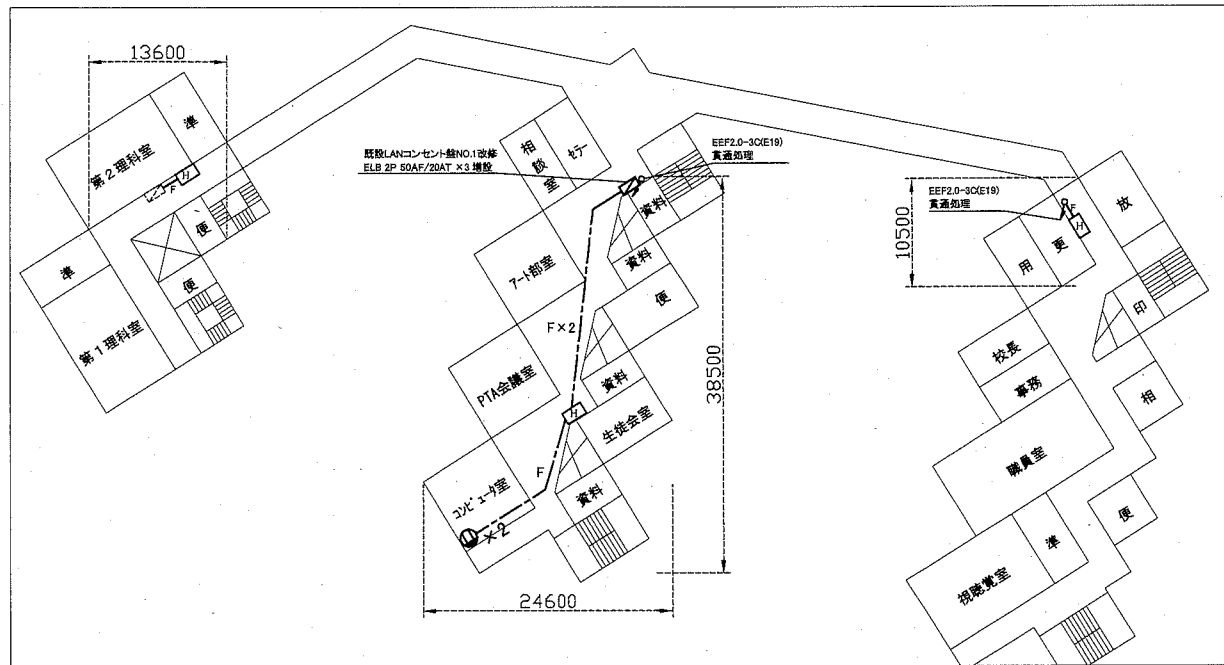 13600
準
第2理科室
F
H
便
準
便
第1理科室
既設LANコンセント盤NO.1改修
ELB 2P 50AF/20AT ×3 増設
EEF2.0-3C(E19)
貫通処理
相談室
セラー
資料
資料
アート部室
便
F×2
38500
PTA会議室
資料
H
生徒会室
F
コンピュータ室
資料
×2
24600
EEF2.0-3C(E19)
貫通処理
10500
F
H
放
更
用
印
校長
事務
相
職員室
便
準
視聴覚室